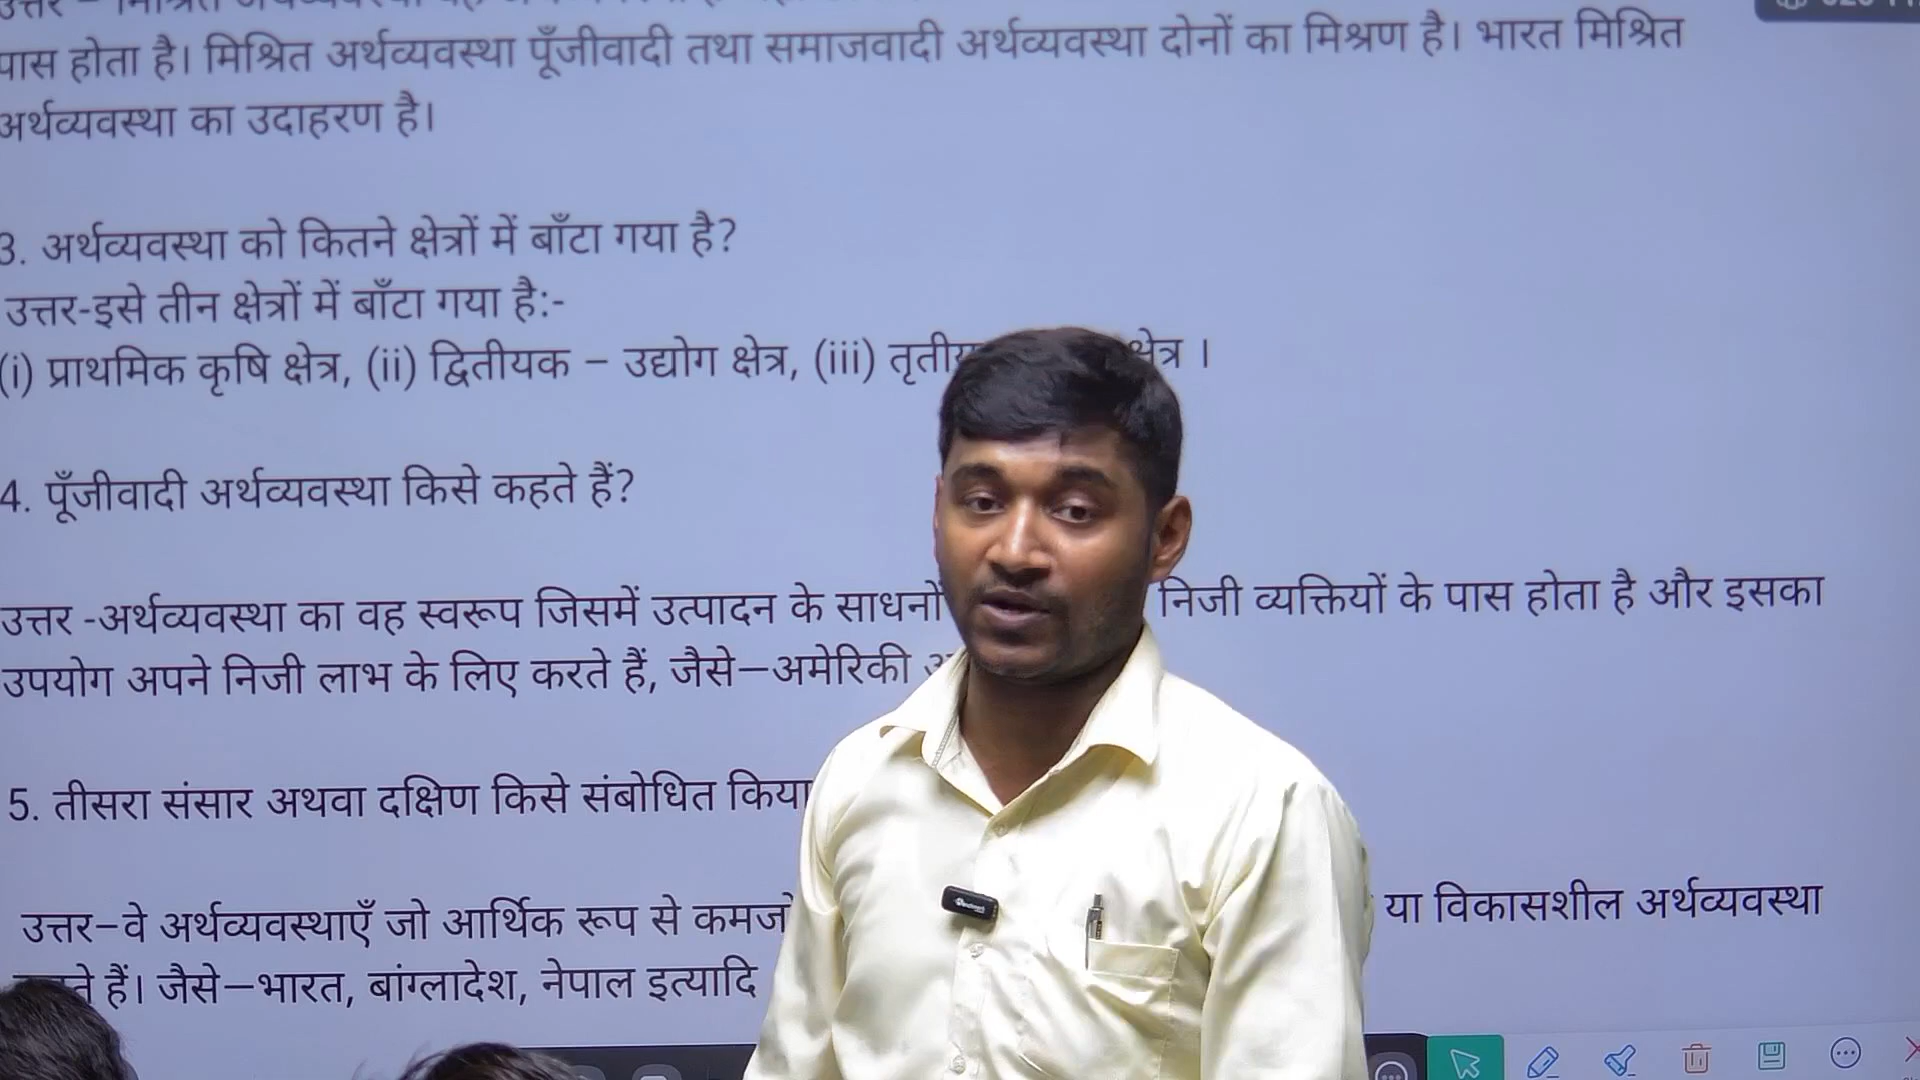 पास होता है। मिश्रित अर्थव्यवस्था पूँजीवादी तथा समाजवादी अर्थव्यवस्था दोनों का मिश्रण है। भारत मिश्रित
अर्थव्यवस्था का उदाहरण है।
3. अर्थव्यवस्था को कितने क्षेत्रों में बाँटा गया है?
उत्तर-इसे तीन क्षेत्रों में बाँटा गया है:-
(i) प्राथमिक कृषि क्षेत्र, (ii) द्वितीयक – उद्योग क्षेत्र, (iii)
4. पूँजीवादी अर्थव्यवस्था किसे कहते हैं?
उत्तर -अर्थव्यवस्था का वह स्वरूप जिसमें उत्पादन के साधनों निजी व्यक्तियों के पास होता है और इसका
उपयोग अपने निजी लाभ के लिए करते हैं, जैसे—अमेरिकी
5. तीसरा संसार अथवा दक्षिण किसे संबोधित किया
उत्तर–वे अर्थव्यवस्थाएँ जो आर्थिक रूप से या विकासशील अर्थव्यवस्था
हैं। जैसे—भारत, बांग्लादेश, नेपाल इत्यादि